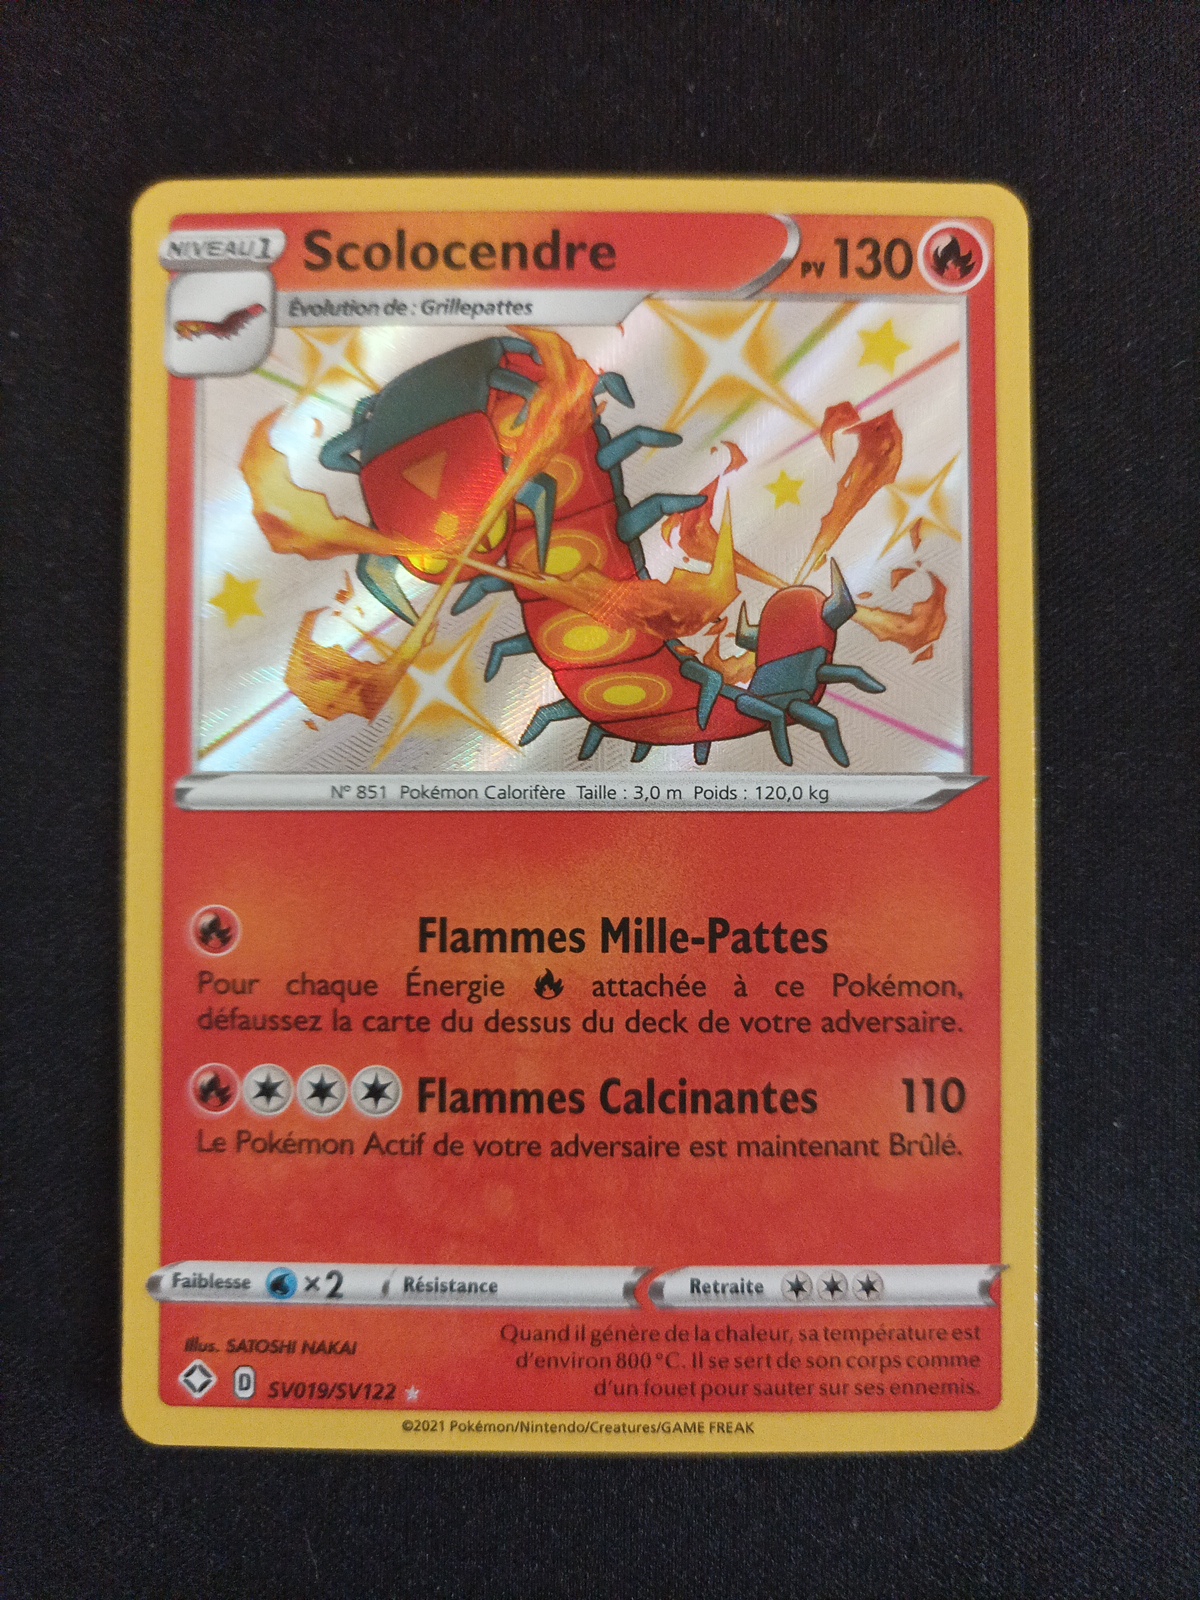 NIVEAU 1
Scolocendre
PV 130
Évolution de : Grillepattes
N° 851 Pokémon Calorifère Taille : 3,0 m Poids : 120,0 kg
Flammes Mille-Pattes
Pour chaque Énergie attachée à ce Pokémon,
défaussez la carte du dessus du deck de votre adversaire.
Flammes Calcinantes 110
Le Pokémon Actif de votre adversaire est maintenant Brûlé.
Faiblesse ×2 Résistance Retraite
Illus. SATOSHI NAKAI
Quand il génère de la chaleur, sa température est
d'environ 800 °C. Il se sert de son corps comme
d'un fouet pour sauter sur ses ennemis.
D SV019/SV122
©2021 Pokémon/Nintendo/Creatures/GAME FREAK